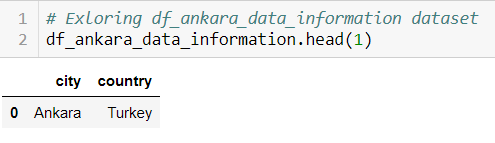 1 # Exloring df_ankara_data_information dataset
2 df_ankara_data_information.head(1)
city country
0 Ankara Turkey